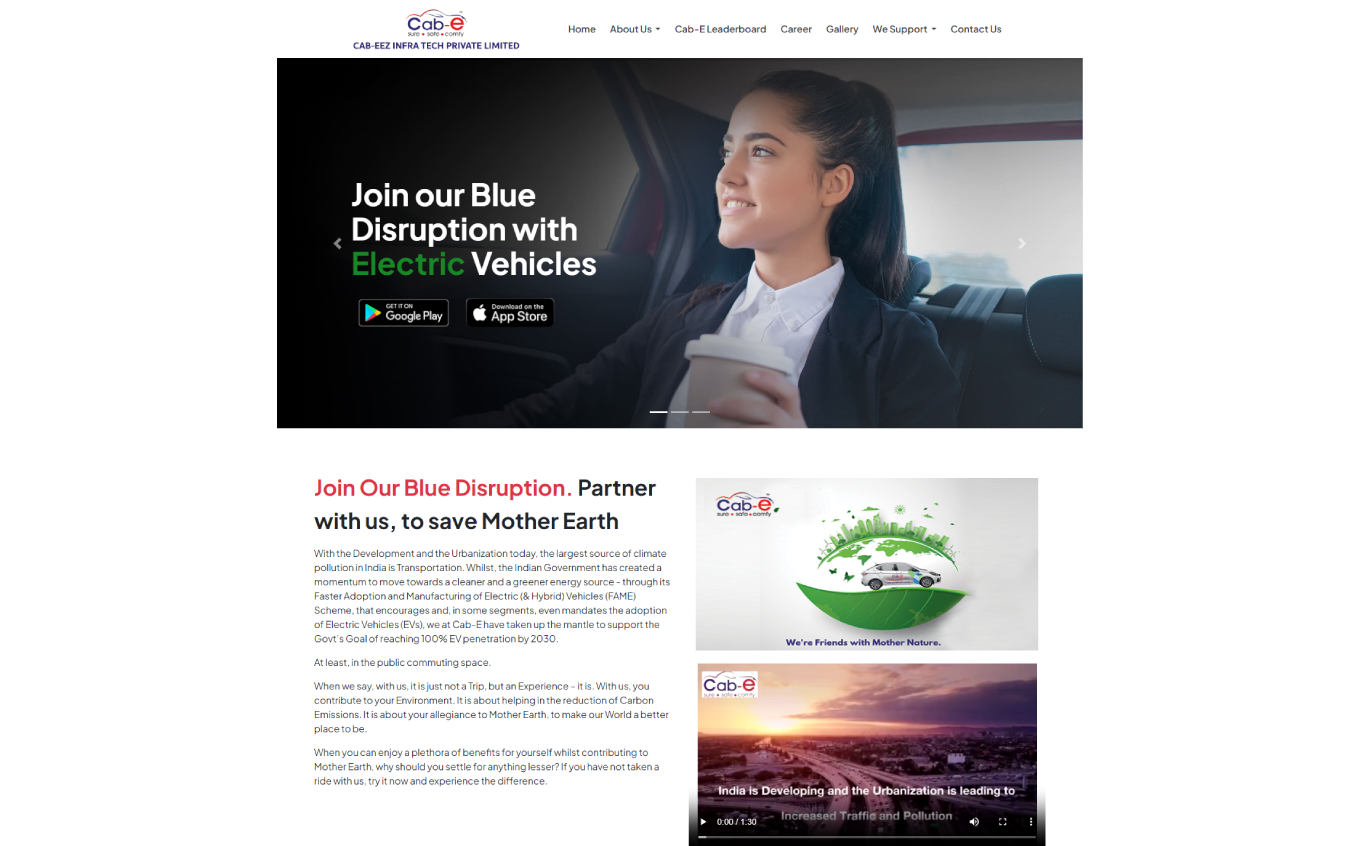 Cab-e
sure • safe • comfy
CAB-EEZ INFRA TECH PRIVATE LIMITED
Home About Us Cab-E Leaderboard Career Gallery We Support Contact Us
Join our Blue
Disruption with
Electric Vehicles
GET IT ON
Google Play
Download on the
App Store
Join Our Blue Disruption. Partner
with us, to save Mother Earth
With the Development and the Urbanization today, the largest source of climate
pollution in India is Transportation. Whilst, the Indian Government has created a
momentum to move towards a cleaner and a greener energy source - through its
Faster Adoption and Manufacturing of Electric (& Hybrid) Vehicles (FAME)
Scheme, that encourages and, in some segments, even mandates the adoption
of Electric Vehicles (EVs), we at Cab-E have taken up the mantle to support the
Govt's Goal of reaching 100% EV penetration by 2030.
At least, in the public commuting space.
When we say, with us, it is just not a Trip, but an Experience – it is. With us, you
contribute to your Environment. It is about helping in the reduction of Carbon
Emissions. It is about your allegiance to Mother Earth, to make our World a better
place to be.
When you can enjoy a plethora of benefits for yourself whilst contributing to
Mother Earth, why should you settle for anything lesser? If you have not taken a
ride with us, try it now and experience the difference.
Cab-e
sure • safe • comfy
We're Friends with Mother Nature.
Cab-e
sure • safe • comfy
India is Developing and the Urbanization is leading to
Increased Traffic and Pollution
0:00 / 1:30